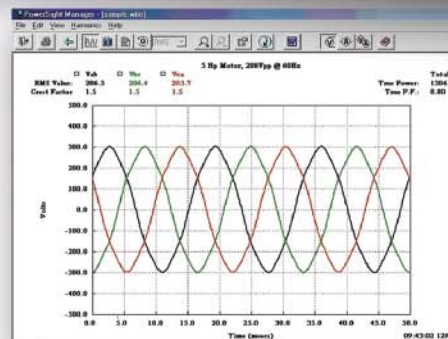 PowerSight Manager - [sample.wfm]
File Edit View Harmonics Help
5 Hp Motor, 208Vpp @ 60Hz
Vab Vbc Vca Total
RMS Value: 206.5 206.4 203.7 True Power: 1504
Crest Factor 1.5 1.5 1.5 True P.F.: 0.80
500.0
400.0
300.0
200.0
100.0
0.0
-100.0
-200.0
-300.0
-400.0
-500.0
Volts
0.0 5.0 10.0 15.0 20.0 25.0 30.0 35.0 40.0 45.0 50.0
Time (msecs)
09:45:02